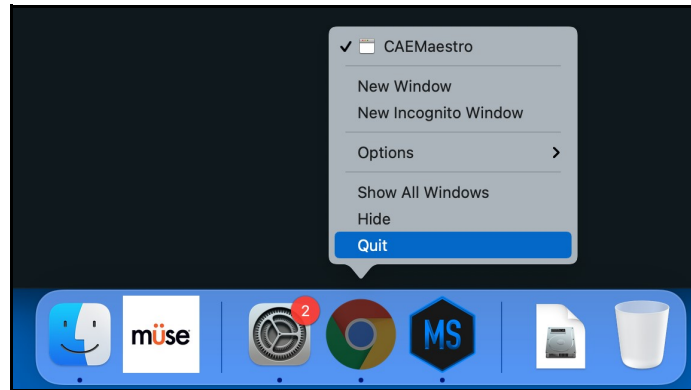 CAEMaestro
New Window
New Incognito Window
Options
Show All Windows
Hide
Quit
müse
2
MS